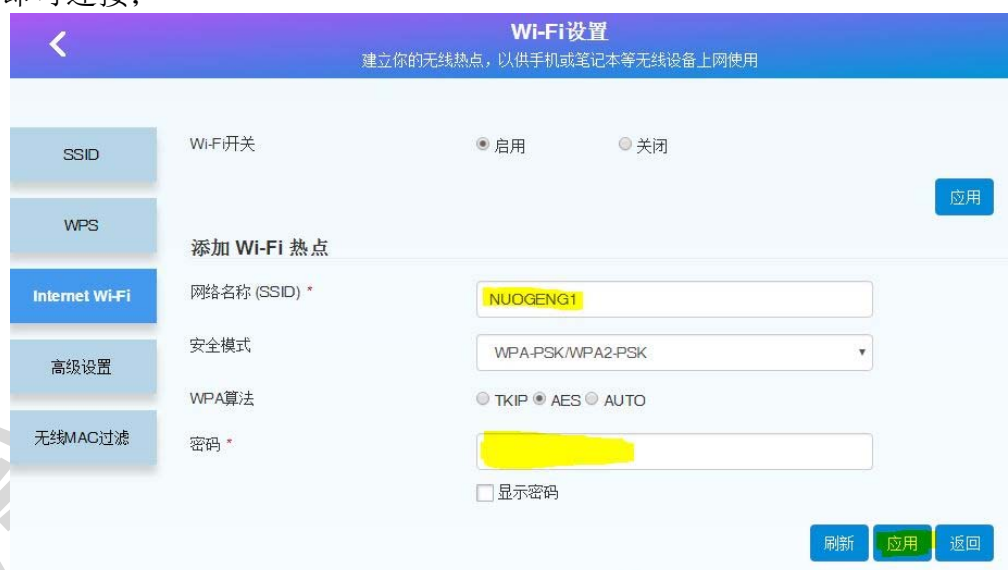 即可连接；
Wi-Fi设置
建立你的无线热点，以供手机或笔记本等无线设备上网使用
SSID
WPS
Internet Wi-Fi
高级设置
无线MAC过滤
Wi-Fi开关
启用
关闭
应用
添加 Wi-Fi 热点
网络名称 (SSID) *
NUOGENG1
安全模式
WPA-PSK/WPA2-PSK
WPA算法
TKIP AES AUTO
密码 *
显示密码
刷新 应用 返回